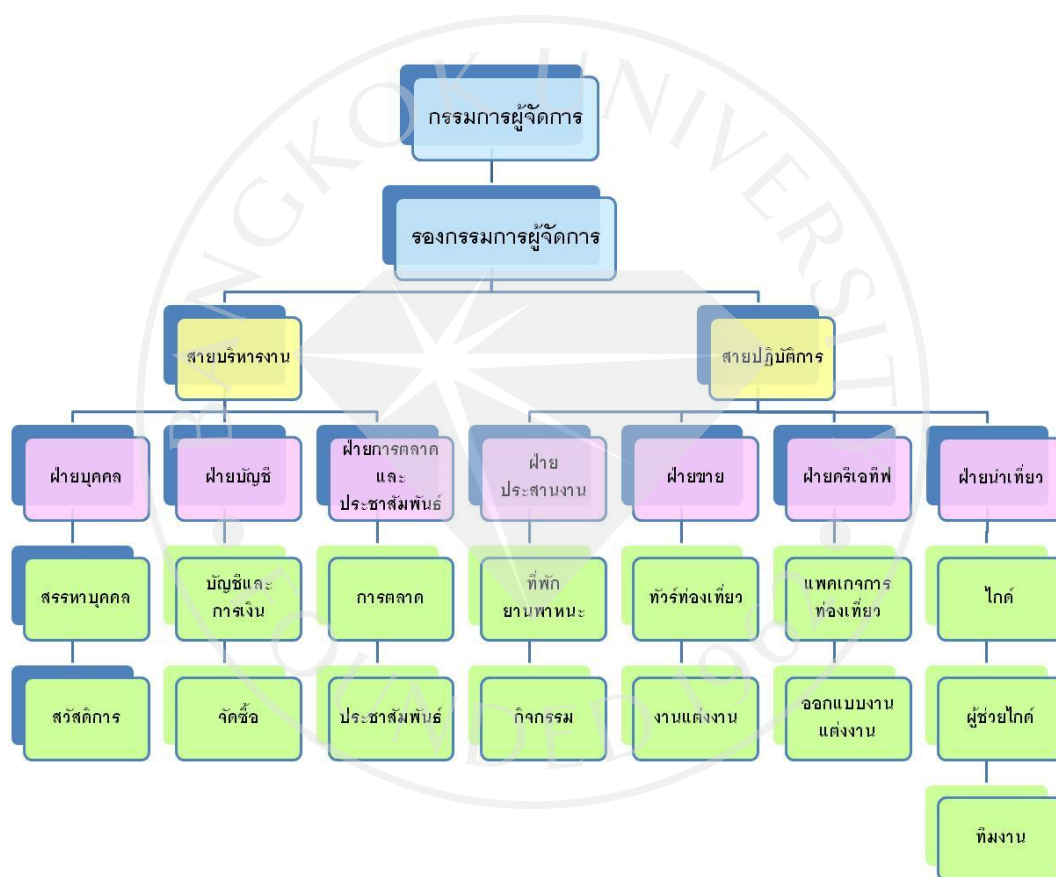 BANGKOK UNIVERSITY
กรรมการผู้จัดการ
รองกรรมการผู้จัดการ
สายบริหารงาน
สายปฏิบัติการ
ฝ่ายบุคคล
ฝ่ายบัญชี
ฝ่ายการตลาด
และ
ประชาสัมพันธ์
ฝ่าย
ประสานงาน
ฝ่ายขาย
ฝ่ายครีเอทีฟ
ฝ่ายนำเที่ยว
สรรหาบุคคล
บัญชีและ
การเงิน
การตลาด
ที่พัก
ยานพาหนะ
ทัวร์ท่องเที่ยว
แพคเกจการ
ท่องเที่ยว
ไกด์
สวัสดิการ
จัดซื้อ
ประชาสัมพันธ์
กิจกรรม
งานแต่งงาน
ออกแบบงาน
แต่งงาน
ผู้ช่วยไกด์
ทีมงาน
FOUNDED 1962